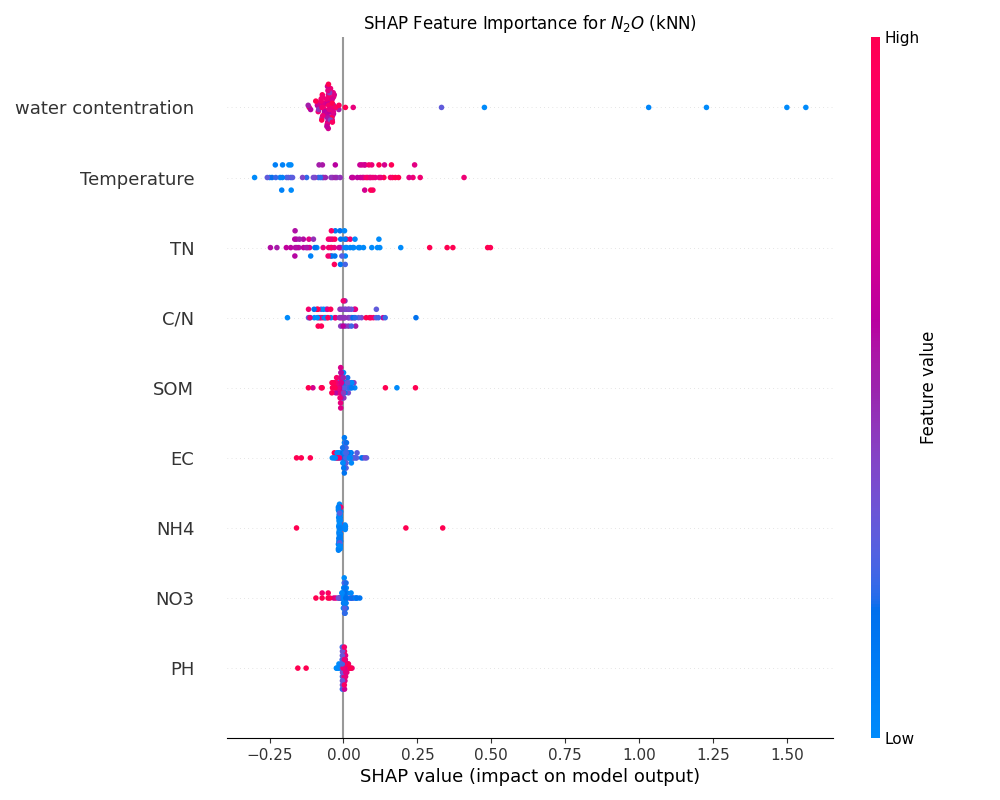 SHAP Feature Importance for N₂O (kNN)
High
water contentration
Temperature
TN
C/N
SOM
EC
NH4
NO3
PH
Feature value
Low
−0.25 0.00 0.25 0.50 0.75 1.00 1.25 1.50
SHAP value (impact on model output)